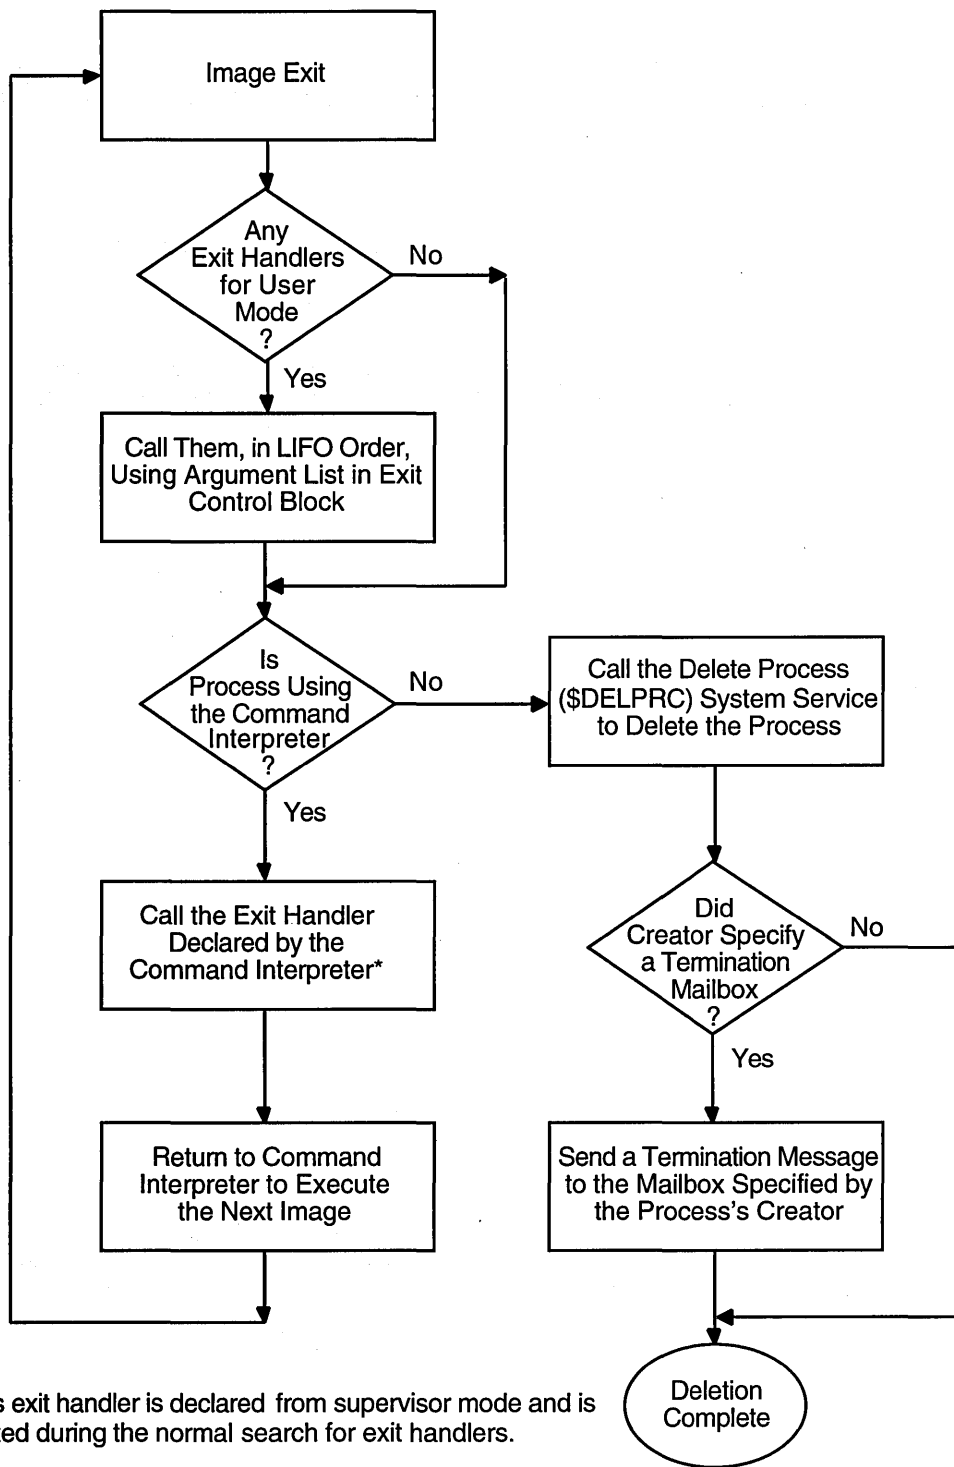 Image Exit
Any
Exit Handlers
for User
Mode
?
No
Yes
Call Them, in LIFO Order,
Using Argument List in Exit
Control Block
Is
Process Using
the Command
Interpreter
?
No
Yes
Call the Delete Process
($DELPRC) System Service
to Delete the Process
Call the Exit Handler
Declared by the
Command Interpreter*
Did
Creator Specify
a Termination
Mailbox
?
No
Yes
Return to Command
Interpreter to Execute
the Next Image
Send a Termination Message
to the Mailbox Specified by
the Process's Creator
Deletion
Complete
exit handler is declared from supervisor mode and is
during the normal search for exit handlers.